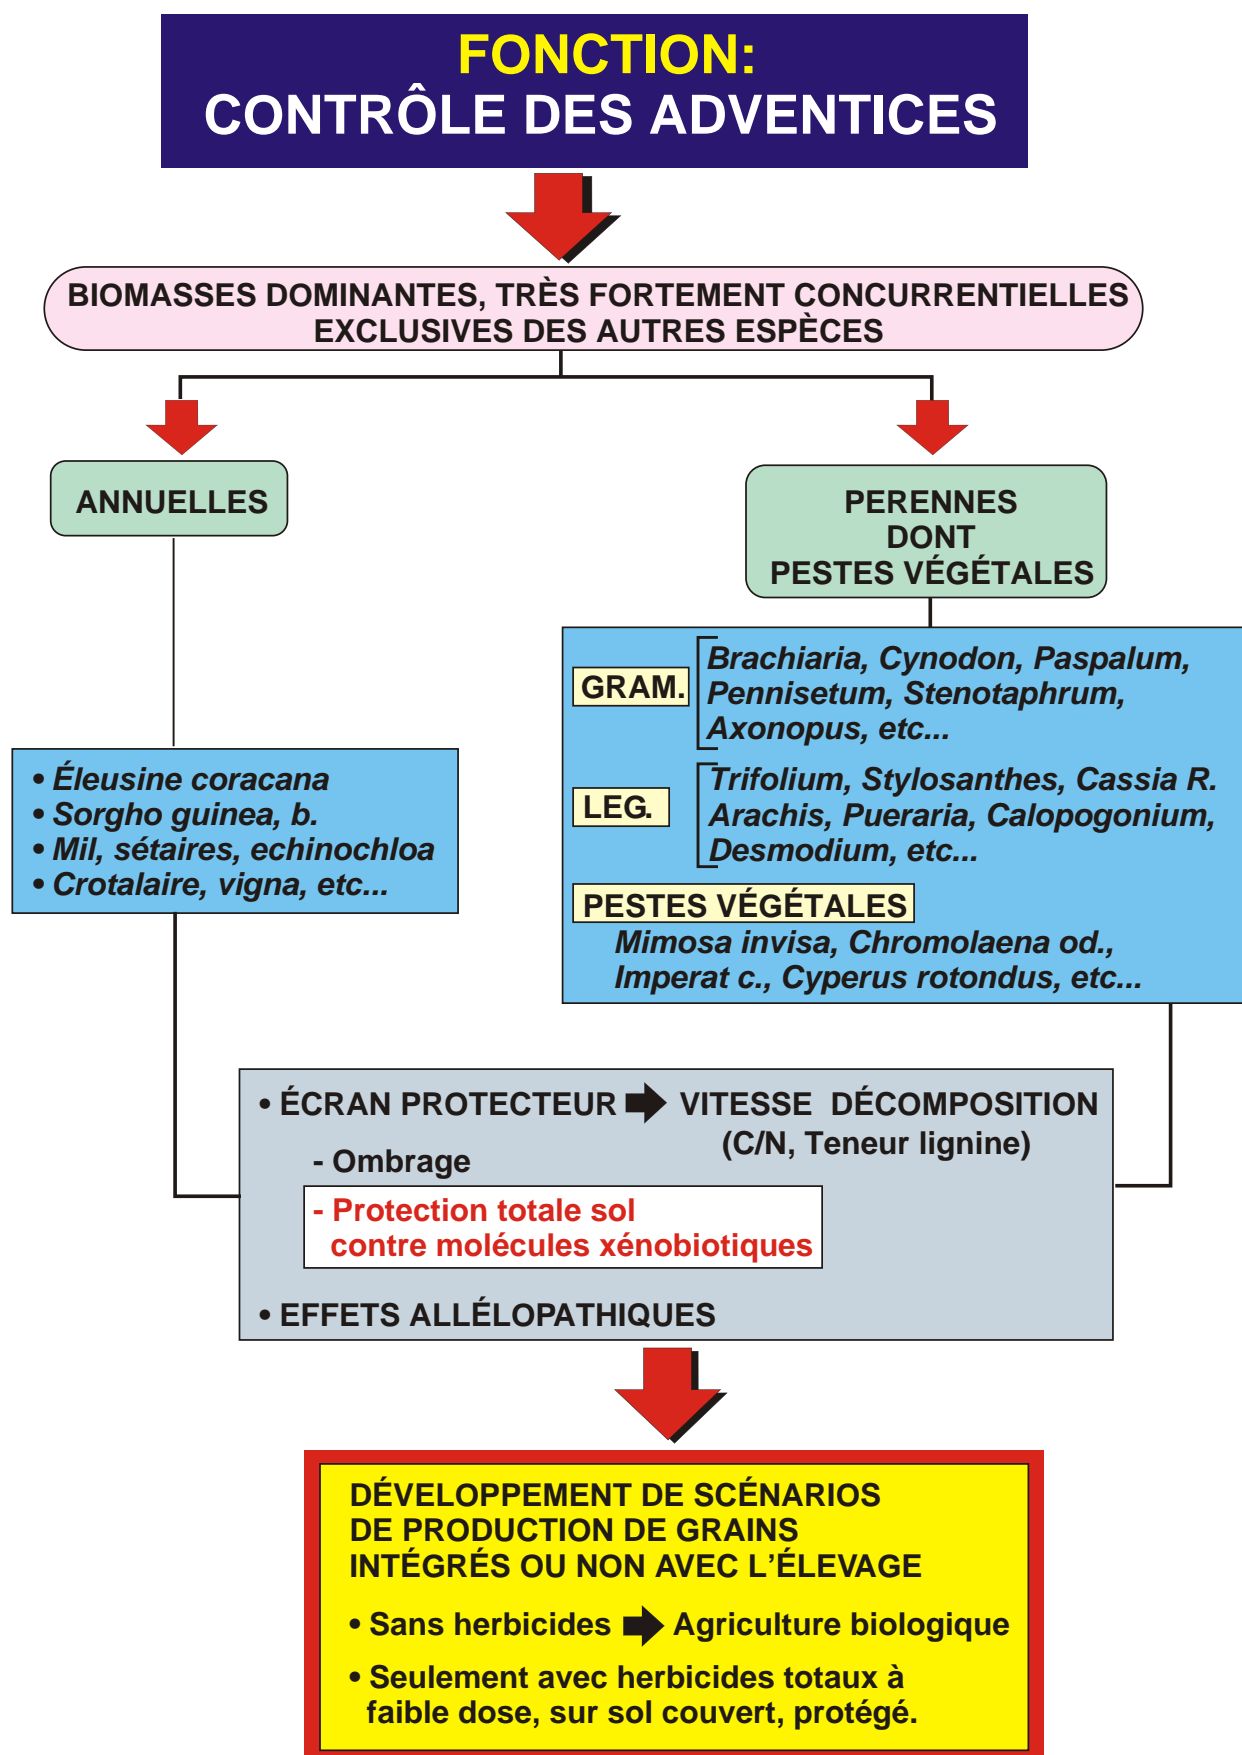 FONCTION:
CONTRÔLE DES ADVENTICES
BIOMASSES DOMINANTES, TRÈS FORTEMENT CONCURRENTIELLES
EXCLUSIVES DES AUTRES ESPÈCES
ANNUELLES
PERENNES
DONT
PESTES VÉGÉTALES
• Éleusine coracana
• Sorgho guinea, b.
• Mil, sétaires, echinochloa
• Crotalaire, vigna, etc...
GRAM.
Brachiaria, Cynodon, Paspalum,
Pennisetum, Stenotaphrum,
Axonopus, etc...
LEG.
Trifolium, Stylosanthes, Cassia R.
Arachis, Pueraria, Calopogonium,
Desmodium, etc...
PESTES VÉGÉTALES
Mimosa invisa, Chromolaena od.,
Imperat c., Cyperus rotondus, etc...
• ÉCRAN PROTECTEUR VITESSE DÉCOMPOSITION
(C/N, Teneur lignine)
- Ombrage
- Protection totale sol
contre molécules xénobiotiques
• EFFETS ALLÉLOPATHIQUES
DÉVELOPPEMENT DE SCÉNARIOS
DE PRODUCTION DE GRAINS
INTÉGRÉS OU NON AVEC L'ÉLEVAGE
• Sans herbicides Agriculture biologique
• Seulement avec herbicides totaux à
faible dose, sur sol couvert, protégé.